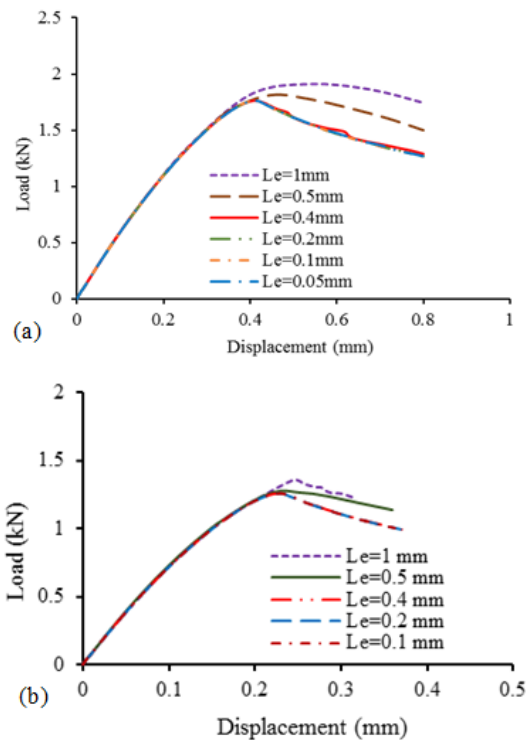 2.5
2
1.5
1
0.5
0
Load (kN)
Le=1mm
Le=0.5mm
Le=0.4mm
Le=0.2mm
Le=0.1mm
Le=0.05mm
0 0.2 0.4 0.6 0.8 1
(a)
Displacement (mm)
2
1.5
1
0.5
0
Load (kN)
Le=1 mm
Le=0.5 mm
Le=0.4 mm
Le=0.2 mm
Le=0.1 mm
0 0.1 0.2 0.3 0.4 0.5
(b)
Displacement (mm)